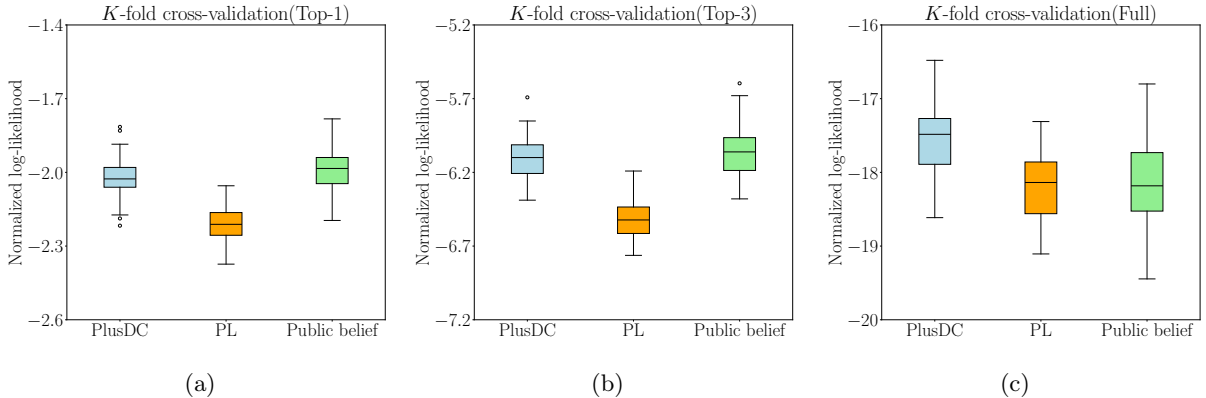 K-fold cross-validation(Top-1)
Normalized log-likelihood
−1.4
−1.7
−2.0
−2.3
−2.6
PlusDC PL Public belief
(a)
K-fold cross-validation(Top-3)
Normalized log-likelihood
−5.2
−5.7
−6.2
−6.7
−7.2
PlusDC PL Public belief
(b)
K-fold cross-validation(Full)
Normalized log-likelihood
−16
−17
−18
−19
−20
PlusDC PL Public belief
(c)